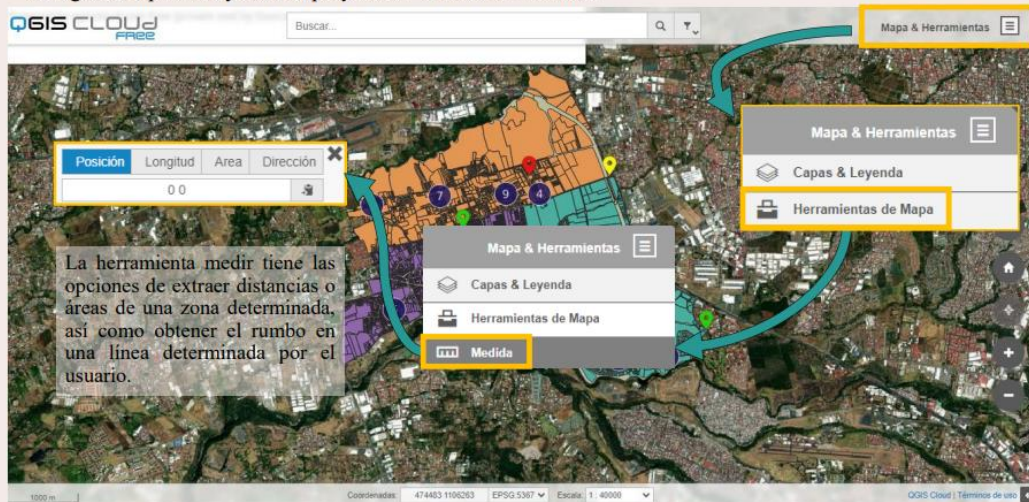 QGIS CLOUD
FREE
Buscar...
Mapa & Herramientas
Mapa & Herramientas
Capas & Leyenda
Herramientas de Mapa
Posición Longitud Area Dirección
0 0
7
9
4
La herramienta medir tiene las
opciones de extraer distancias o
áreas de una zona determinada,
así como obtener el rumbo en
una línea determinada por el
usuario.
Mapa & Herramientas
Capas & Leyenda
Herramientas de Mapa
Medida
1000 m
Coordenadas: 474483 1106263 EPSG:5367 Escala: 1 : 40000
QGIS Cloud | Términos de uso